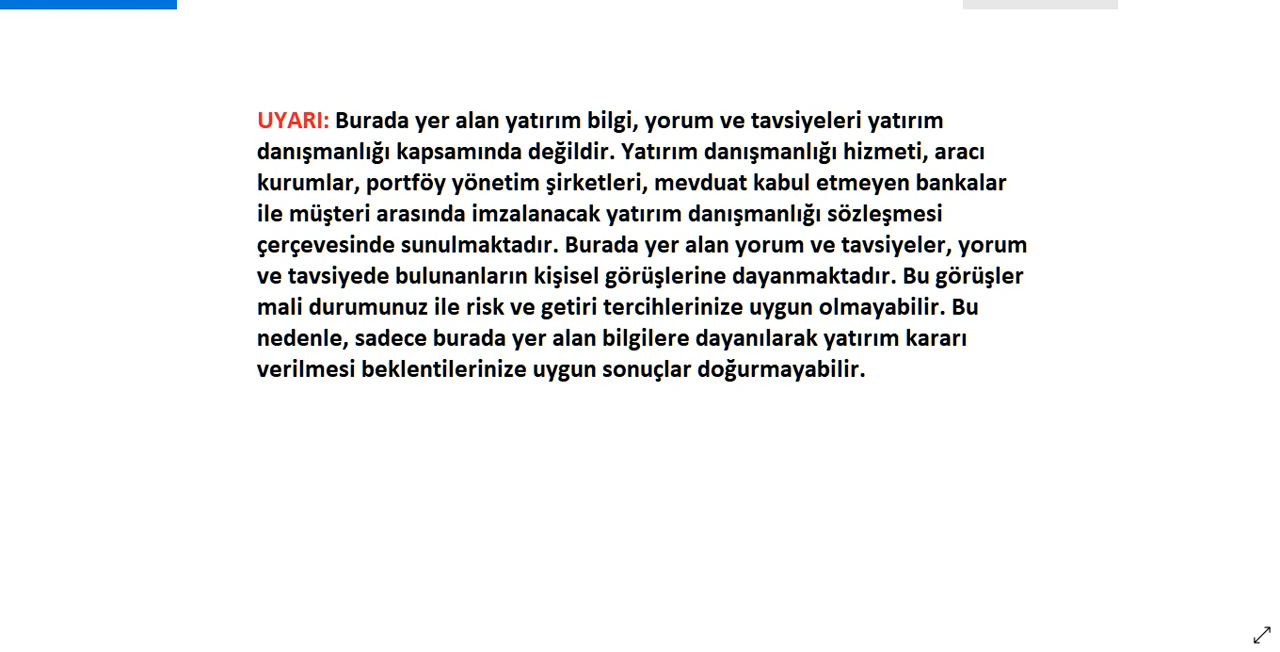 UYARI: Burada yer alan yatırım bilgi, yorum ve tavsiyeleri yatırım
danışmanlığı kapsamında değildir. Yatırım danışmanlığı hizmeti, aracı
kurumlar, portföy yönetim şirketleri, mevduat kabul etmeyen bankalar
ile müşteri arasında imzalanacak yatırım danışmanlığı sözleşmesi
çerçevesinde sunulmaktadır. Burada yer alan yorum ve tavsiyeler, yorum
ve tavsiyede bulunanların kişisel görüşlerine dayanmaktadır. Bu görüşler
mali durumunuz ile risk ve getiri tercihlerinize uygun olmayabilir. Bu
nedenle, sadece burada yer alan bilgilere dayanılarak yatırım kararı
verilmesi beklentilerinize uygun sonuçlar doğurmayabilir.